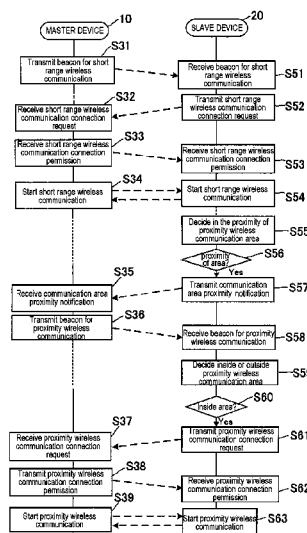 10
MASTER DEVICE
20
SLAVE DEVICE
S31
Transmit beacon for short
range wireless
communication
Receive beacon for short
range wireless
communication
S51
S32
Receive short range wireless
communication connection
request
Transmit short range
wireless communication
connection request
S52
S33
Receive short range wireless
communication connection
permission
Receive short range wireless
communication connection
permission
S53
S34
Start short range wireless
communication
Start short range wireless
communication
S54
Decide in the proximity of
proximity wireless
communication area
S55
proximity
of area?
S56
Yes
S35
Receive communication area
proximity notification
Transmit communication
area proximity notification
S57
S36
Transmit beacon for
proximity wireless
communication
Receive beacon for proximity
wireless communication
S58
Decide inside or outside
proximity wireless
communication area
S59
Inside area?
S60
Yes
S37
Receive proximity wireless
communication connection
request
Transmit proximity wireless
communication connection
request
S61
S38
Transmit proximity wireless
communication connection
permission
Receive proximity wireless
communication connection
permission
S62
S39
Start proximity wireless
communication
Start proximity wireless
communication
S63